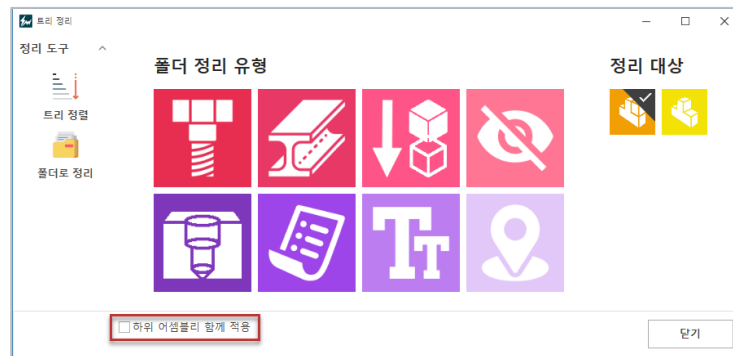 트리 정리
정리 도구
트리 정렬
폴더로 정리
폴더 정리 유형
정리 대상
하위 어셈블리 함께 적용
닫기